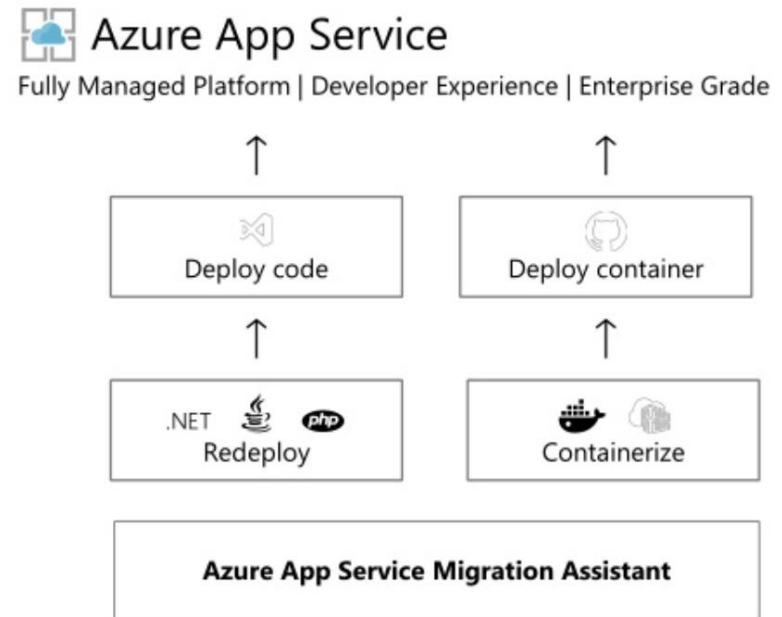 Azure App Service
Fully Managed Platform | Developer Experience | Enterprise Grade
Deploy code
Deploy container
.NET
php
Redeploy
Containerize
Azure App Service Migration Assistant